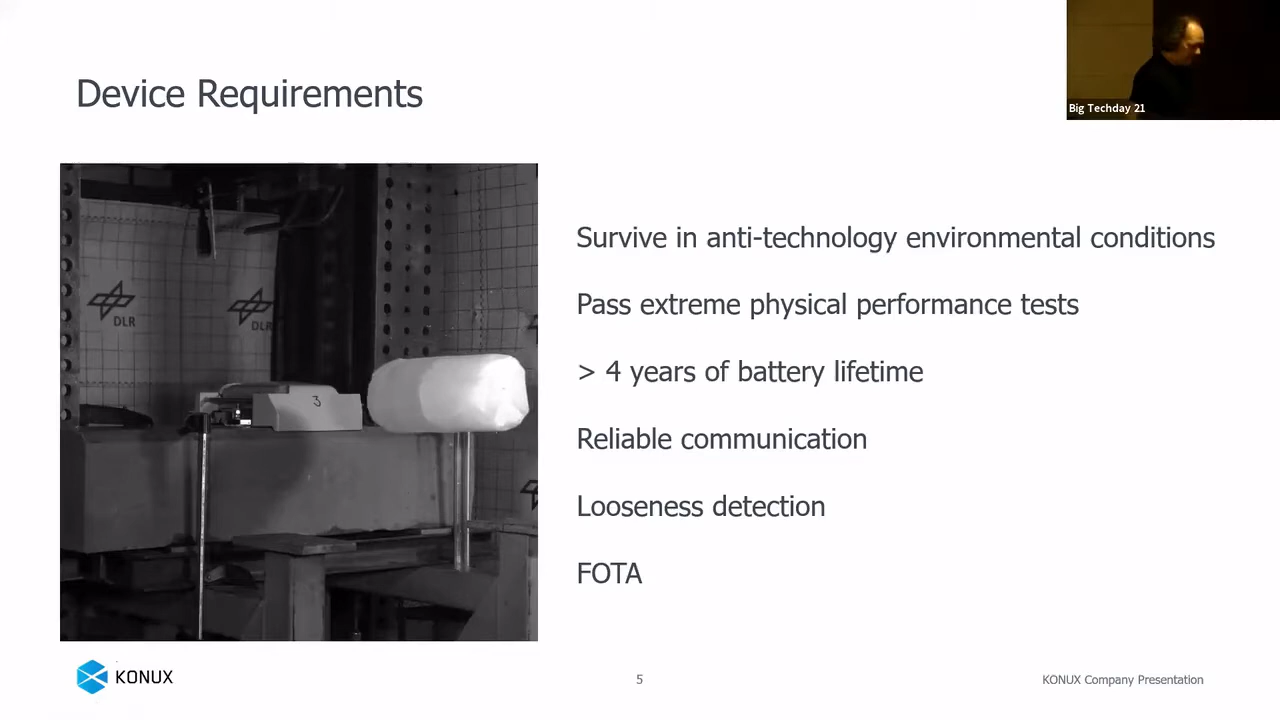 Device Requirements
Big Techday 21
DLR
DLR
3
Survive in anti-technology environmental conditions
Pass extreme physical performance tests
> 4 years of battery lifetime
Reliable communication
Looseness detection
FOTA
KONUX
5
KONUX Company Presentation